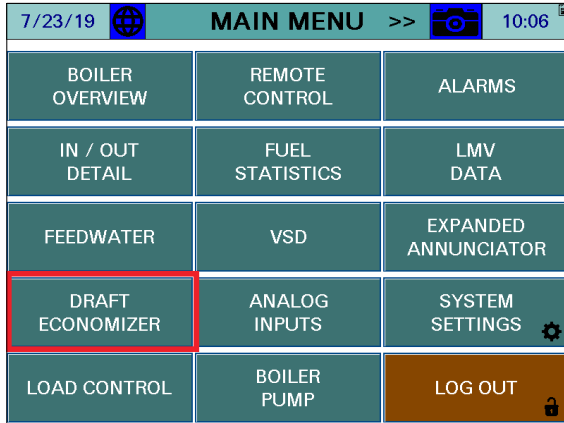 7/23/19 MAIN MENU >> 10:06
BOILER
OVERVIEW
REMOTE
CONTROL
ALARMS
IN / OUT
DETAIL
FUEL
STATISTICS
LMV
DATA
FEEDWATER
VSD
EXPANDED
ANNUNCIATOR
DRAFT
ECONOMIZER
ANALOG
INPUTS
SYSTEM
SETTINGS
LOAD CONTROL
BOILER
PUMP
LOG OUT